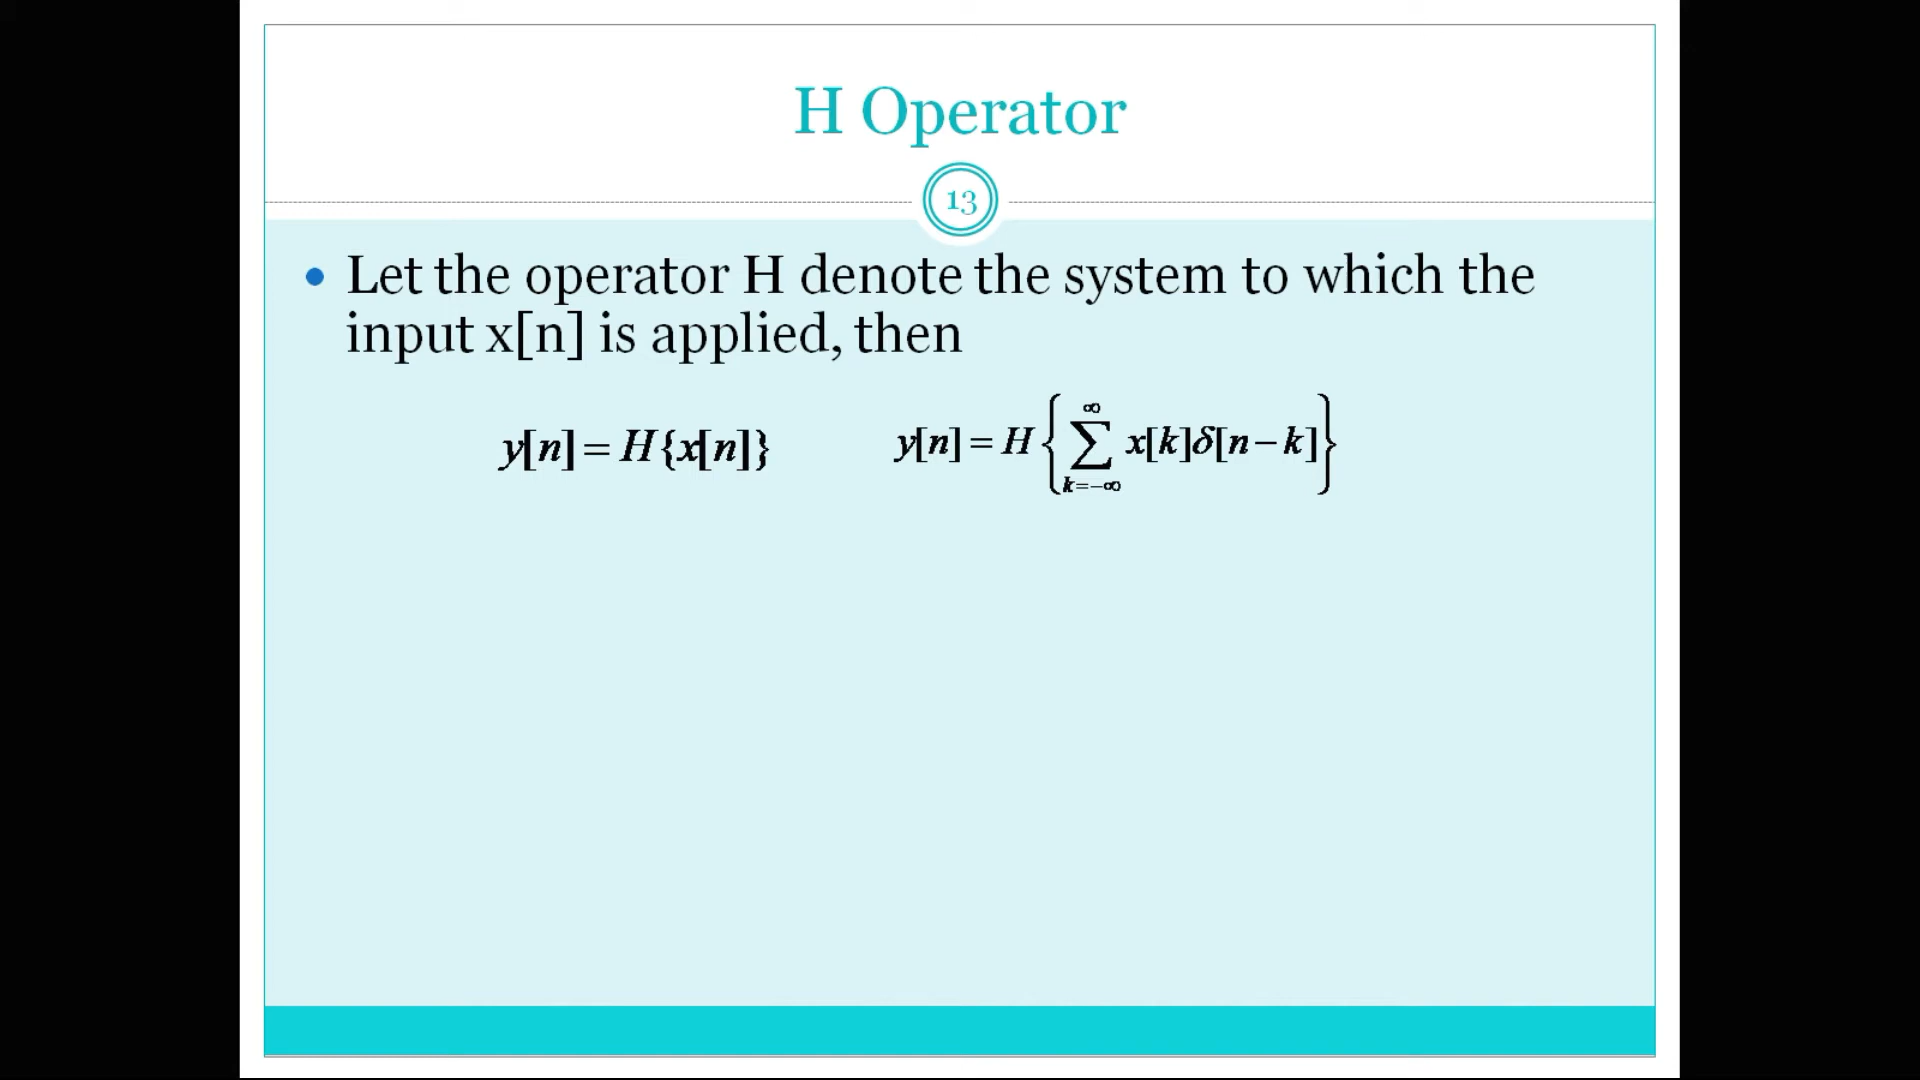 H Operator
13
• Let the operator H denote the system to which the
input x[n] is applied, then
y[n] = H{x[n]} y[n] = H{∑_{k=-∞}^{∞} x[k]δ[n-k]}